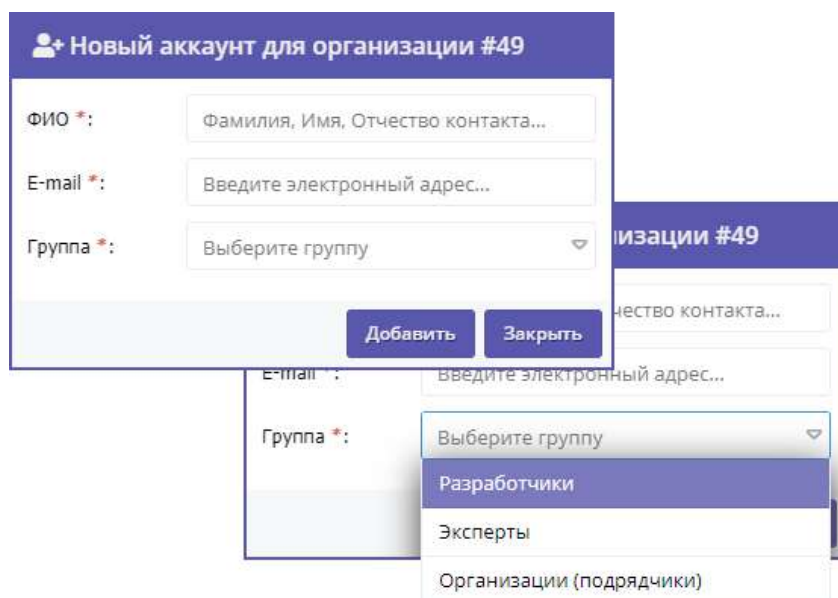 Новый аккаунт для организации #49
ФИО *:
Фамилия, Имя, Отчество контакта...
E-mail *:
Введите электронный адрес...
Группа *:
Выберите группу
Добавить
Закрыть
изации #49
чество контакта...
E-mail *:
Введите электронный адрес...
Группа *:
Выберите группу
Разработчики
Эксперты
Организации (подрядчики)